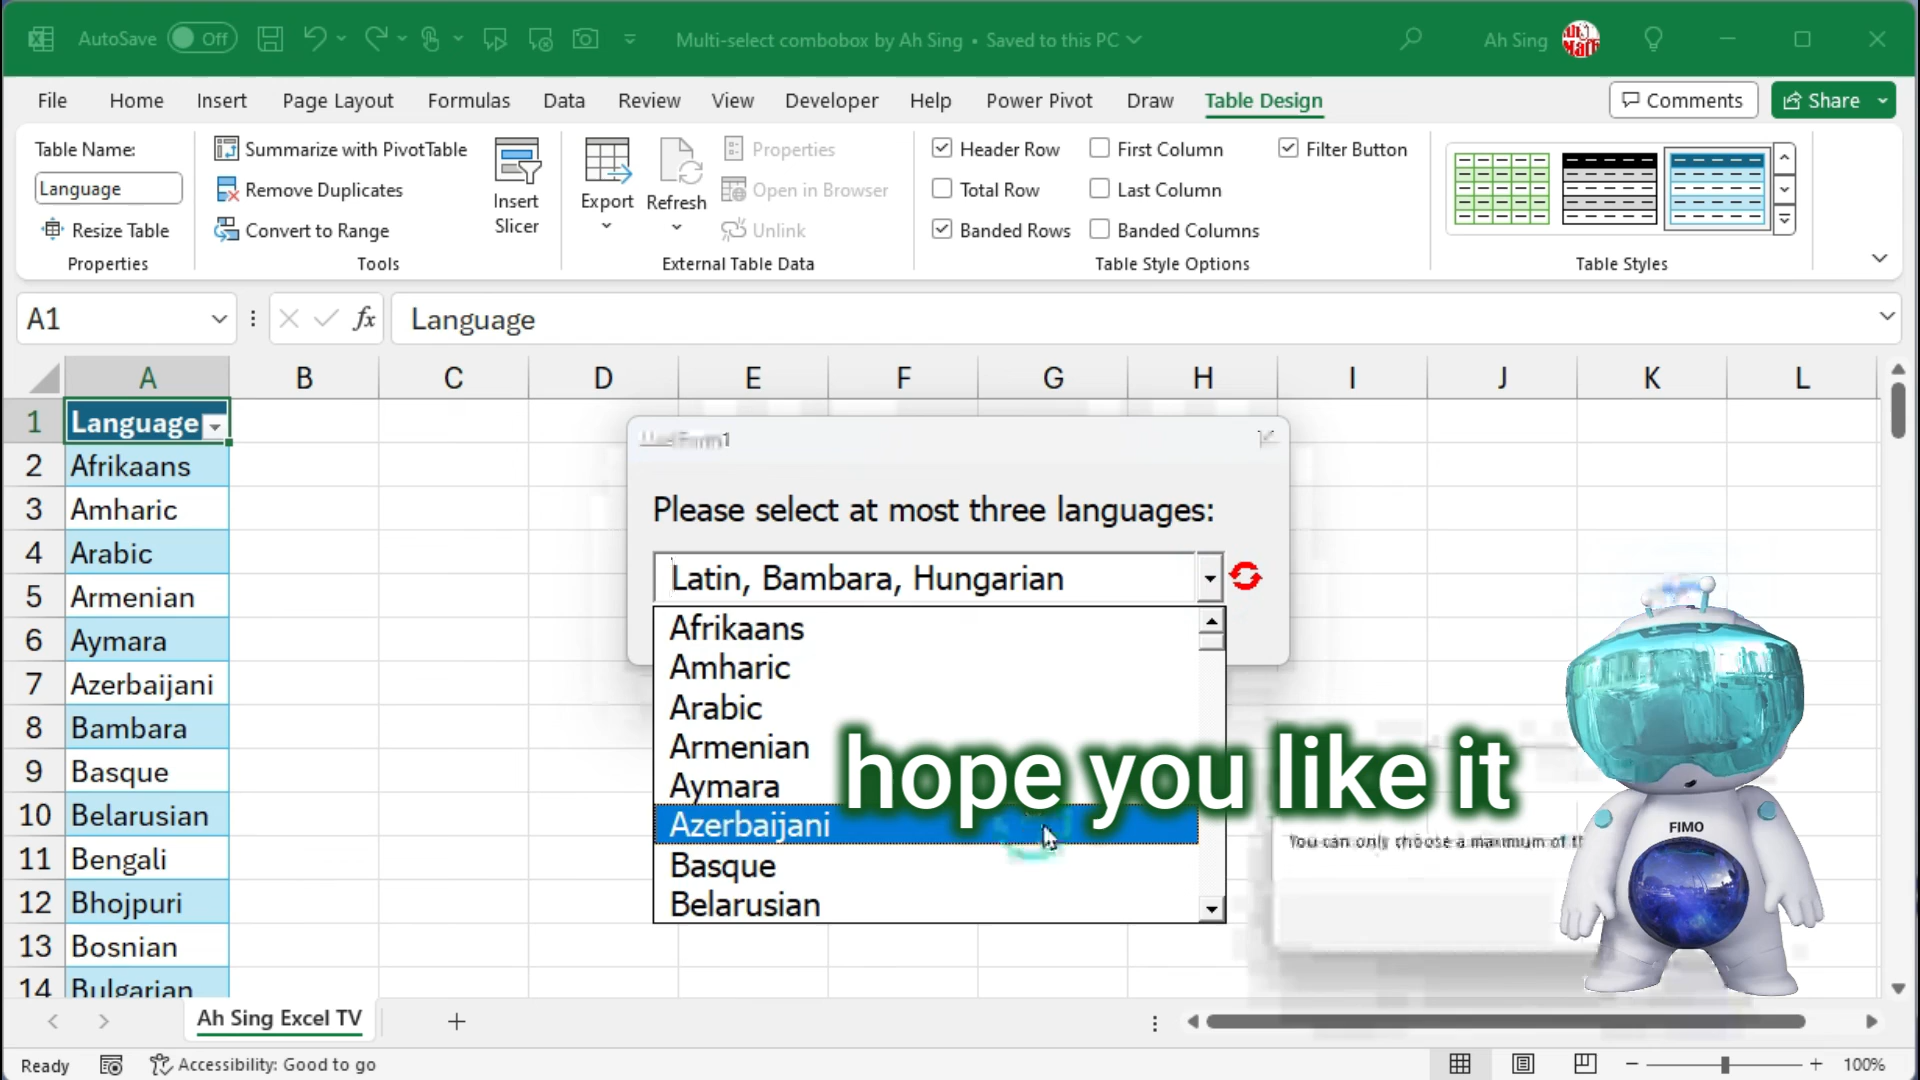 AutoSave Off Multi-select combobox by Ah Sing • Saved to this PC Ah Sing
File Home Insert Page Layout Formulas Data Review View Developer Help Power Pivot Draw Table Design Comments Share
Table Name:
Language
Resize Table
Properties
Summarize with PivotTable
Remove Duplicates
Convert to Range
Tools
Insert
Slicer
Export
Refresh
Properties
Open in Browser
Unlink
External Table Data
Header Row First Column Filter Button
Total Row Last Column
Banded Rows Banded Columns
Table Style Options
Table Styles
A1 fx Language
A B C D E F G H I J K L
1 Language
2 Afrikaans
3 Amharic
4 Arabic
5 Armenian
6 Aymara
7 Azerbaijani
8 Bambara
9 Basque
10 Belarusian
11 Bengali
12 Bhojpuri
13 Bosnian
14 Bulgarian
Please select at most three languages:
Latin, Bambara, Hungarian
Afrikaans
Amharic
Arabic
Armenian
Aymara
Azerbaijani
Basque
Belarusian
hope you like it
You can only choose a maximum of
FIMO
Ah Sing Excel TV
Ready Accessibility: Good to go 100%